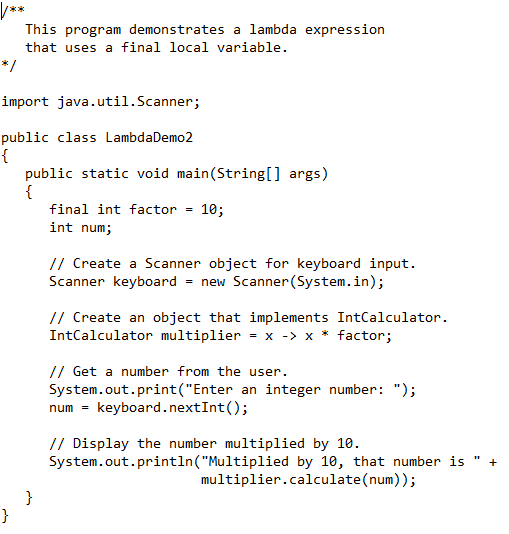 /**
   This program demonstrates a lambda expression
   that uses a final local variable.
*/

import java.util.Scanner;

public class LambdaDemo2
{
   public static void main(String[] args)
   {
      final int factor = 10;
      int num;

      // Create a Scanner object for keyboard input.
      Scanner keyboard = new Scanner(System.in);

      // Create an object that implements IntCalculator.
      IntCalculator multiplier = x -> x * factor;

      // Get a number from the user.
      System.out.print("Enter an integer number: ");
      num = keyboard.nextInt();

      // Display the number multiplied by 10.
      System.out.println("Multiplied by 10, that number is " +
                         multiplier.calculate(num));
   }
}